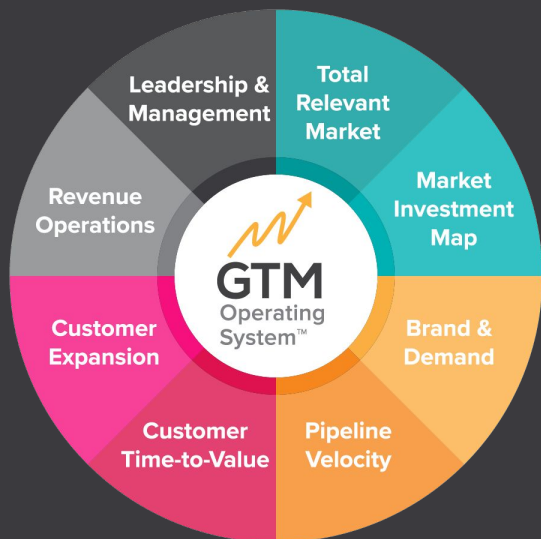 Leadership &
Management
Total
Relevant
Market
Market
Investment
Map
Brand &
Demand
Pipeline
Velocity
Customer
Time-to-Value
Customer
Expansion
Revenue
Operations
GTM
Operating
System™